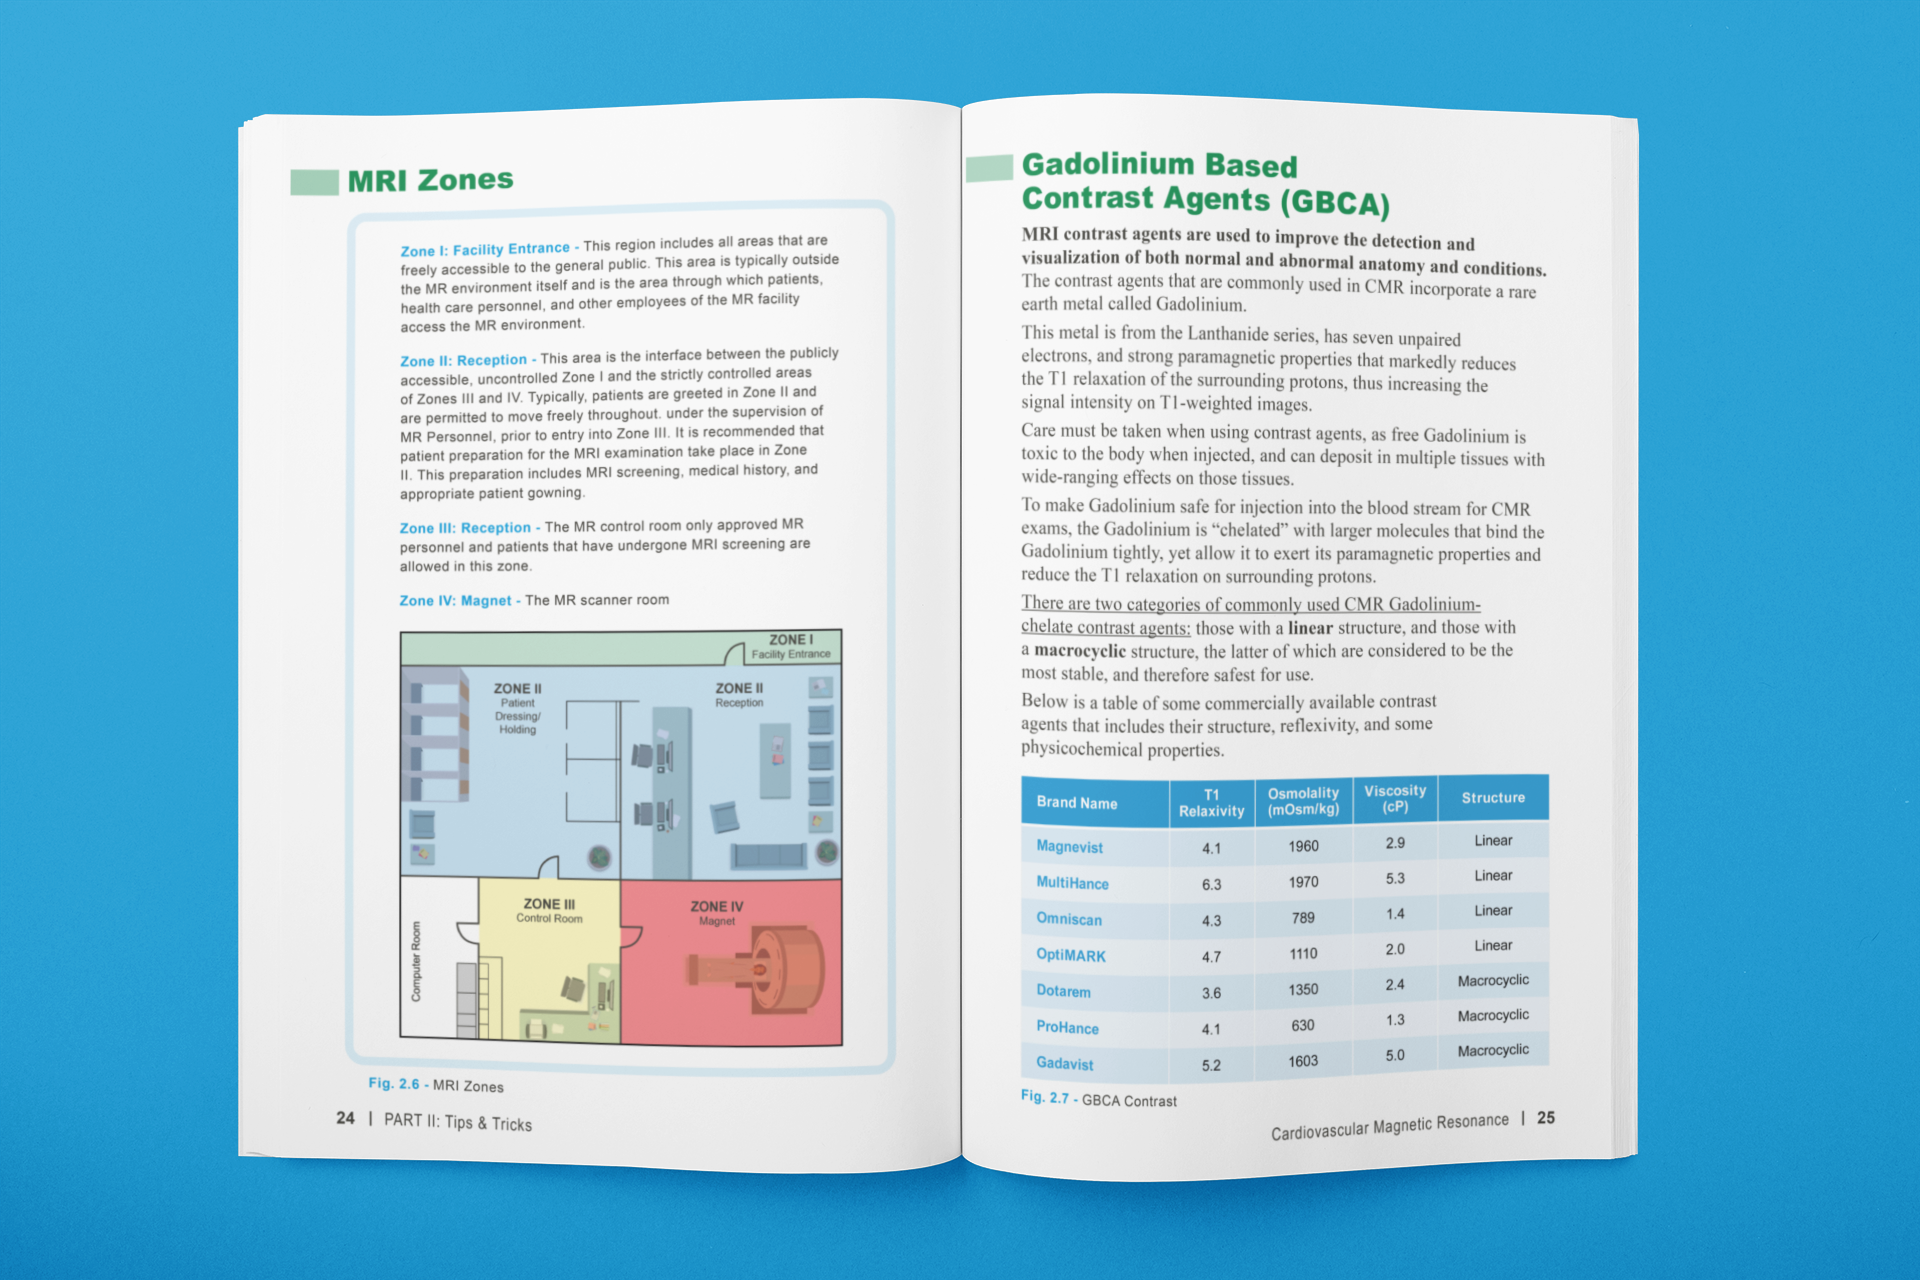 MRI Zones
Zone I: Facility Entrance - This region includes all areas that are
freely accessible to the general public. This area is typically outside
the MR environment itself and is the area through which patients,
health care personnel, and other employees of the MR facility
access the MR environment.
Zone II: Reception - This area is the interface between the publicly
accessible, uncontrolled Zone I and the strictly controlled areas
of Zones III and IV. Typically, patients are greeted in Zone II and
are permitted to move freely throughout. under the supervision of
MR Personnel, prior to entry into Zone III. It is recommended that
patient preparation for the MRI examination take place in Zone
II. This preparation includes MRI screening, medical history, and
appropriate patient gowning.
Zone III: Reception - The MR control room only approved MR
personnel and patients that have undergone MRI screening are
allowed in this zone.
Zone IV: Magnet - The MR scanner room
ZONE I
Facility Entrance
ZONE II
Patient
Dressing/
Holding
ZONE II
Reception
ZONE III
Control Room
ZONE IV
Magnet
Computer Room
Fig. 2.6 - MRI Zones
24 | PART II: Tips & Tricks
Gadolinium Based
Contrast Agents (GBCA)
MRI contrast agents are used to improve the detection and
visualization of both normal and abnormal anatomy and conditions.
The contrast agents that are commonly used in CMR incorporate a rare
earth metal called Gadolinium.
This metal is from the Lanthanide series, has seven unpaired
electrons, and strong paramagnetic properties that markedly reduces
the T1 relaxation of the surrounding protons, thus increasing the
signal intensity on T1-weighted images.
Care must be taken when using contrast agents, as free Gadolinium is
toxic to the body when injected, and can deposit in multiple tissues with
wide-ranging effects on those tissues.
To make Gadolinium safe for injection into the blood stream for CMR
exams, the Gadolinium is “chelated” with larger molecules that bind the
Gadolinium tightly, yet allow it to exert its paramagnetic properties and
reduce the T1 relaxation on surrounding protons.
There are two categories of commonly used CMR Gadolinium-
chelate contrast agents: those with a linear structure, and those with
a macrocyclic structure, the latter of which are considered to be the
most stable, and therefore safest for use.
Below is a table of some commercially available contrast
agents that includes their structure, reflexivity, and some
physicochemical properties.
Brand Name T1 Relaxivity Osmolality (mOsm/kg) Viscosity (cP) Structure
Magnevist 4.1 1960 2.9 Linear
MultiHance 6.3 1970 5.3 Linear
Omniscan 4.3 789 1.4 Linear
OptiMARK 4.7 1110 2.0 Linear
Dotarem 3.6 1350 2.4 Macrocyclic
ProHance 4.1 630 1.3 Macrocyclic
Gadavist 5.2 1603 5.0 Macrocyclic
Fig. 2.7 - GBCA Contrast
Cardiovascular Magnetic Resonance | 25